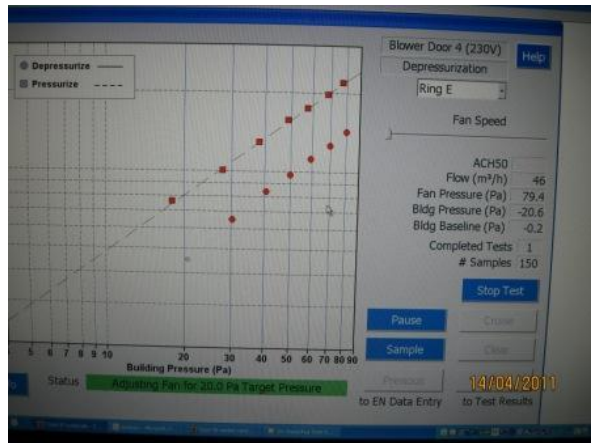 Depressurize
Pressurize
Blower Door 4 (230V)
Help
Depressurization
Ring E
Fan Speed
ACH50
Flow (m³/h) 46
Fan Pressure (Pa) 79.4
Bldg Pressure (Pa) -20.6
Bldg Baseline (Pa) -0.2
Completed Tests 1
# Samples 150
Stop Test
Pause Cruise
Sample Clear
Previous
to EN Data Entry to Test Results
5 6 7 8 9 10 20 30 40 50 60 70 80 90
Building Pressure (Pa)
Status Adjusting Fan for 20.0 Pa Target Pressure
14/04/2011